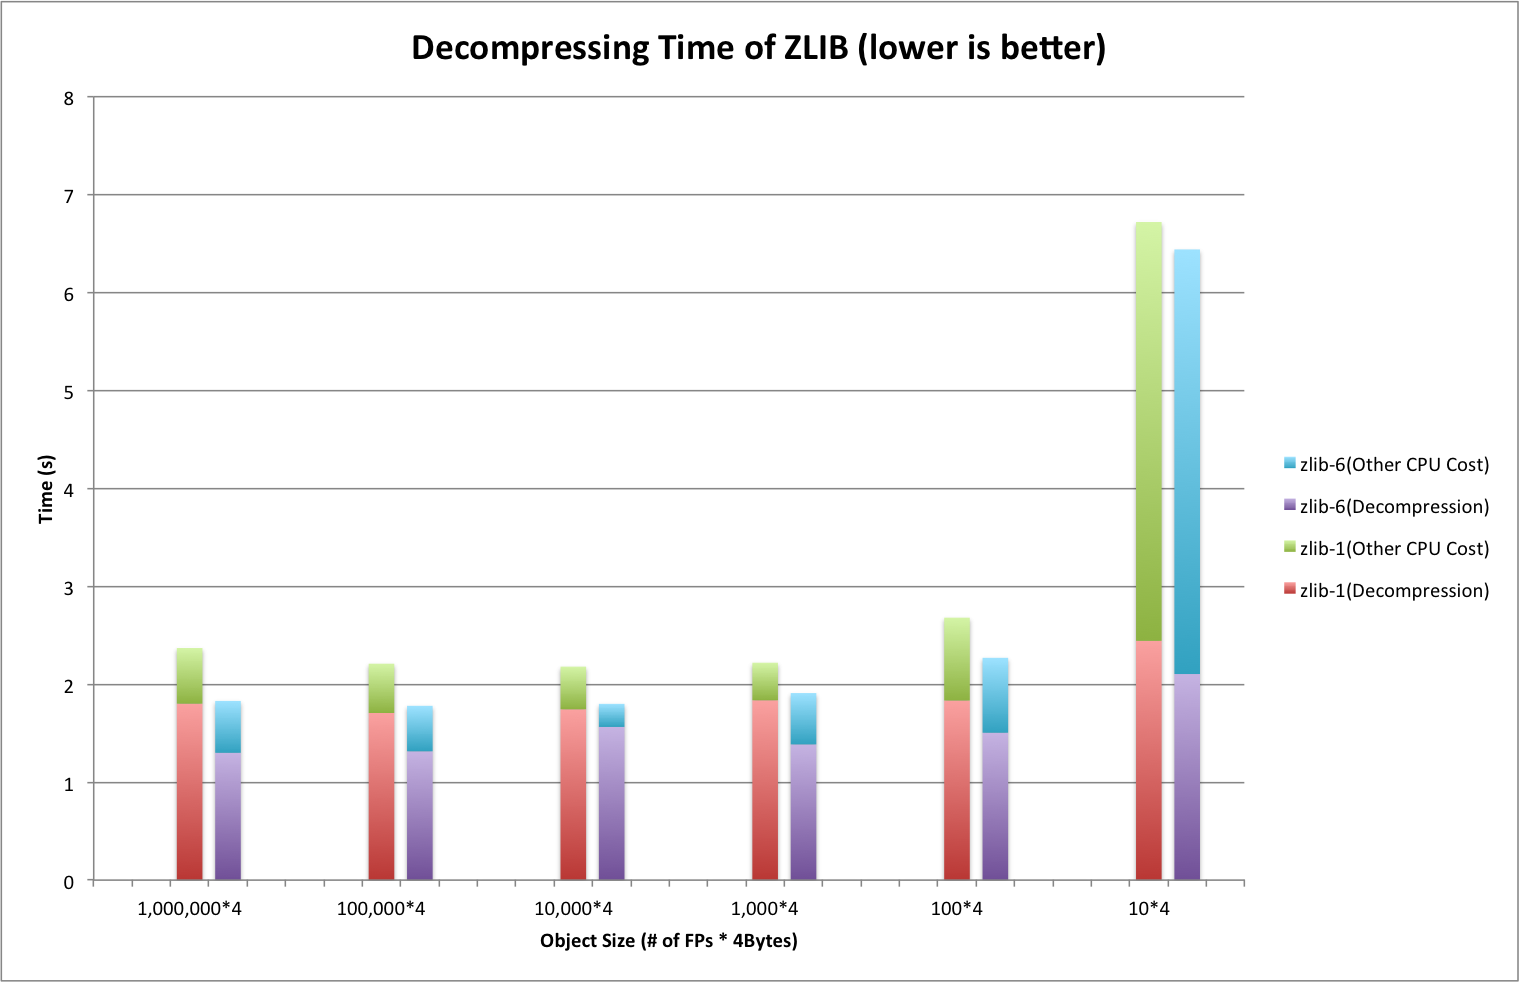 Decompressing Time of ZLIB (lower is better)
8
7
6
5
4
3
2
1
0
Time (s)
1,000,000*4
100,000*4
10,000*4
1,000*4
100*4
10*4
Object Size (# of FPs * 4Bytes)
zlib-6(Other CPU Cost)
zlib-6(Decompression)
zlib-1(Other CPU Cost)
zlib-1(Decompression)